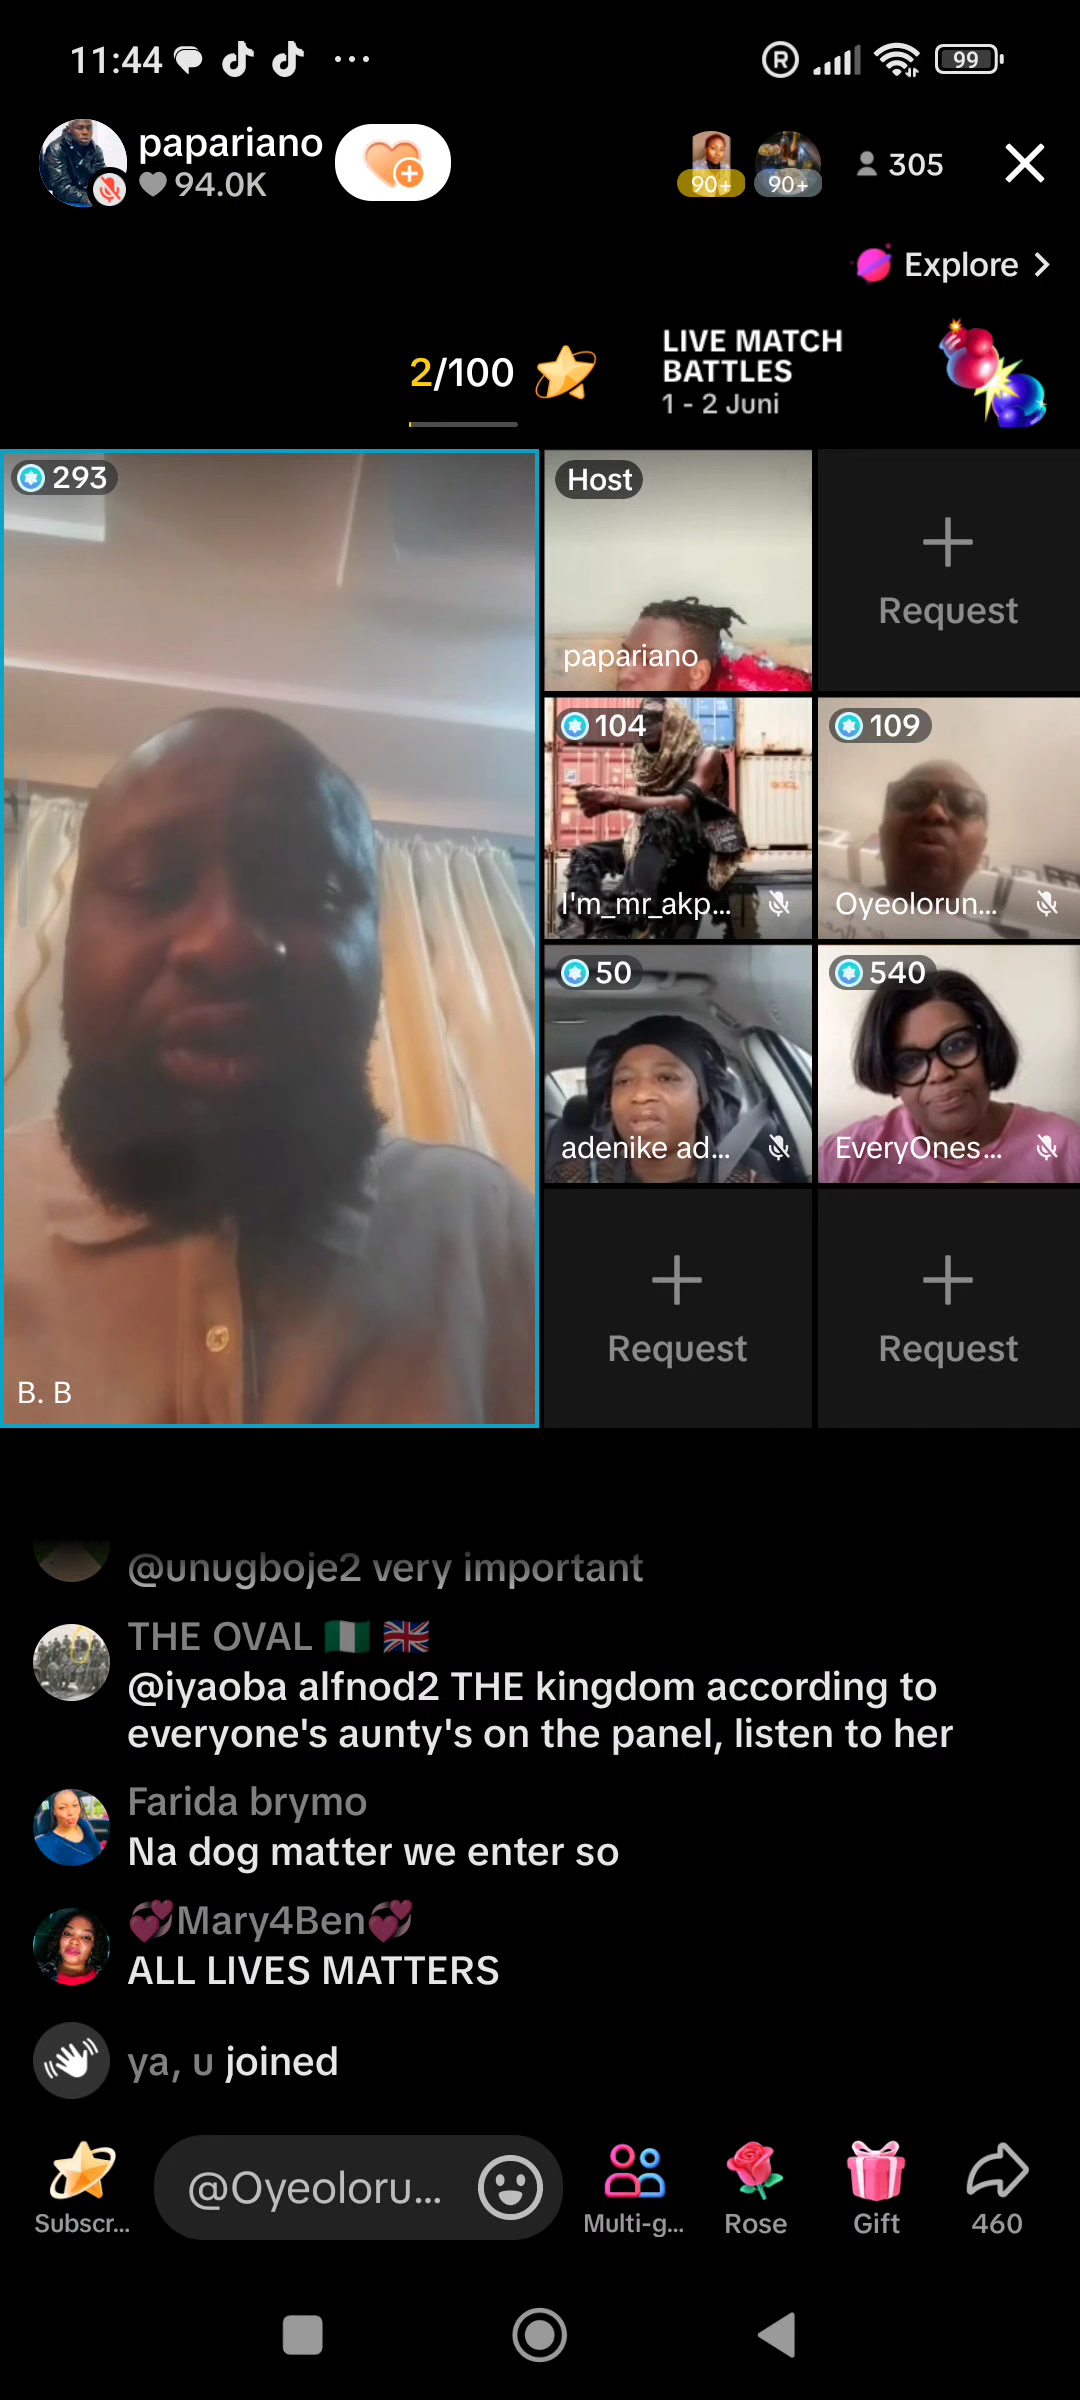 11:44
R
99
papariano
94.0K
90+
90+
305
Explore
2/100
LIVE MATCH
BATTLES
1 - 2 Juni
293
Host
papariano
Request
104
I'm_mr_akp...
109
Oyeolorun...
50
adenike ad...
540
EveryOnes...
B. B
Request
Request
@unugboje2 very important
THE OVAL 🇳🇬 🇬🇧
@iyaoba alfnod2 THE kingdom according to
everyone's aunty's on the panel, listen to her
Farida brymo
Na dog matter we enter so
💞Mary4Ben💞
ALL LIVES MATTERS
ya, u joined
@Oyeoloru...
Subscr...
Multi-g...
Rose
Gift
460